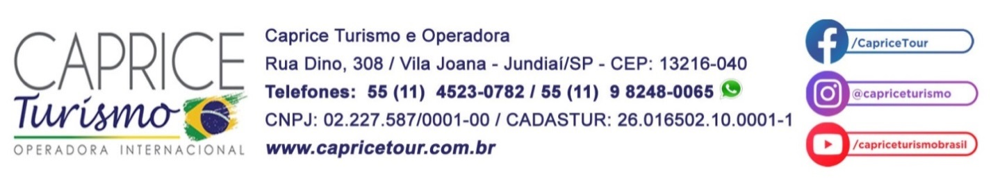 CAPRICE
Turismo
OPERADORA INTERNACIONAL
Caprice Turismo e Operadora
Rua Dino, 308 / Vila Joana - Jundiaí/SP - CEP: 13216-040
Telefones: 55 (11) 4523-0782 / 55 (11) 9 8248-0065
CNPJ: 02.227.587/0001-00 / CADASTUR: 26.016502.10.0001-1
www.capricetour.com.br
/CapriceTour
@capriceturismo
/capriceturismobrasil